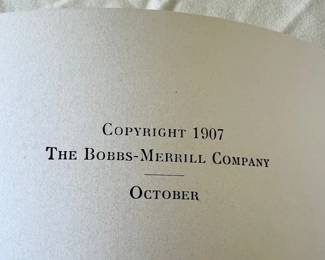 Copyright 1907
The Bobbs-Merrill Company
October